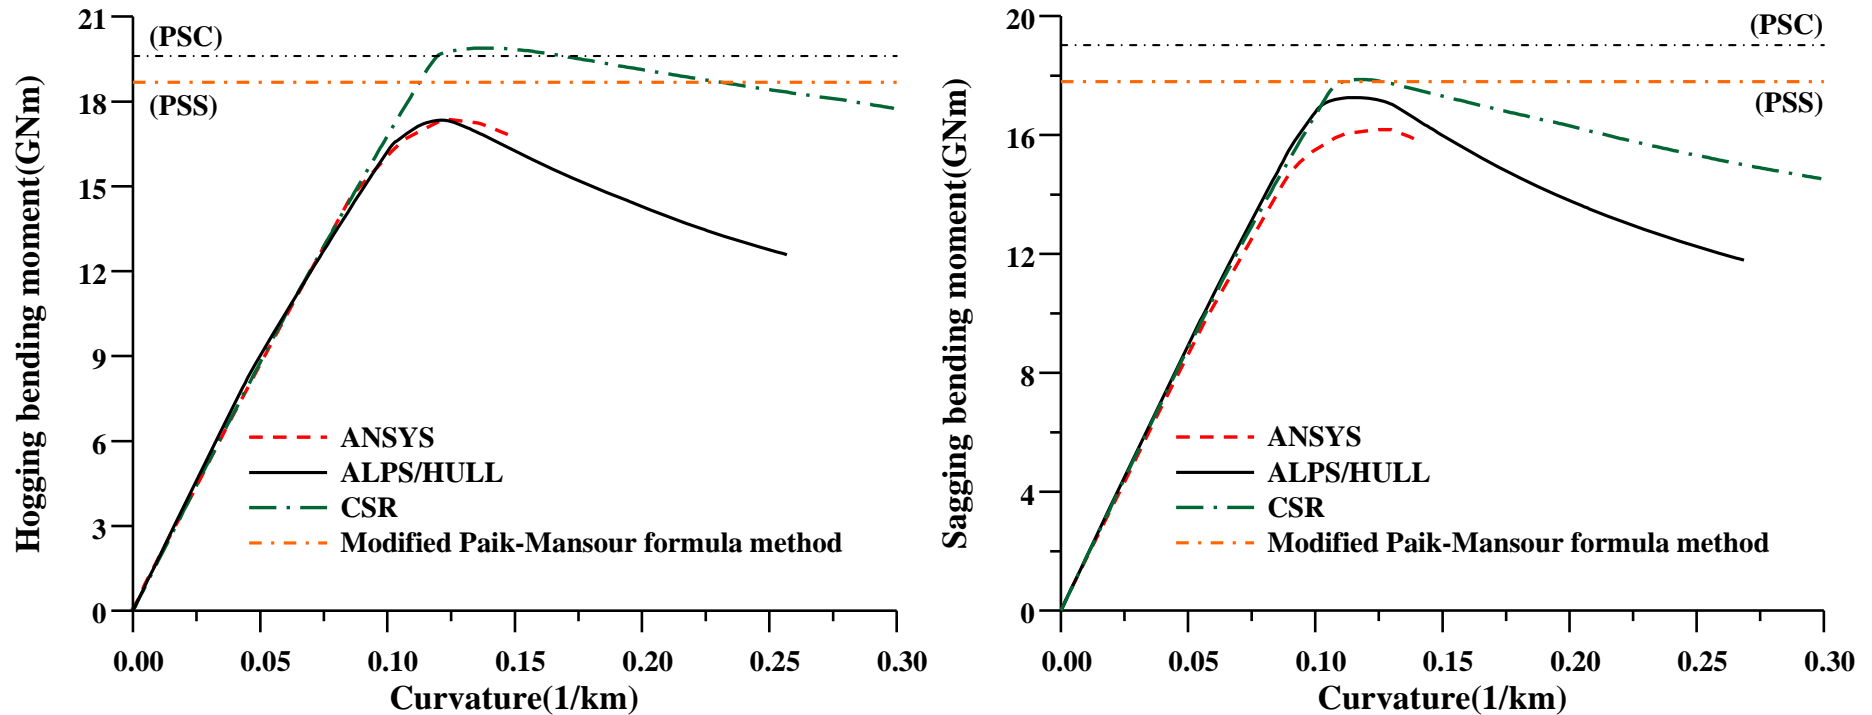 21
18
15
12
9
6
3
0
Hogging bending moment(GNm)
(PSC)
(PSS)
ANSYS
ALPS/HULL
CSR
Modified Paik-Mansour formula method
0.00 0.05 0.10 0.15 0.20 0.25 0.30
Curvature(1/km)
20
16
12
8
4
0
Sagging bending moment(GNm)
(PSC)
(PSS)
ANSYS
ALPS/HULL
CSR
Modified Paik-Mansour formula method
0.00 0.05 0.10 0.15 0.20 0.25 0.30
Curvature(1/km)